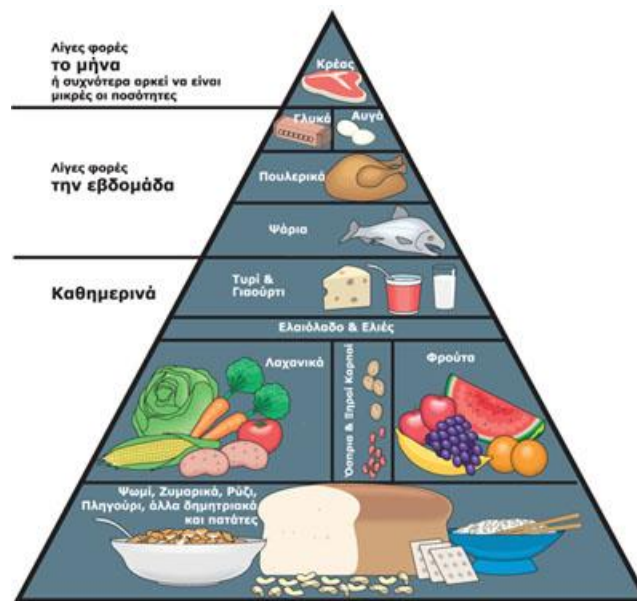 Λίγες φορές
το μήνα
ή συχνότερα αρκεί να είναι
μικρές οι ποσότητες
Κρέας
Γλυκά
Αυγά
Λίγες φορές
την εβδομάδα
Πουλερικά
Ψάρια
Καθημερινά
Τυρί &
Γιαούρτι
Ελαιόλαδο & Ελιές
Λαχανικά
Όσπρια & Ξηροί Καρποί
Φρούτα
Ψωμί, Ζυμαρικά, Ρύζι,
Πληγούρι, άλλα δημητριακά
και πατάτες